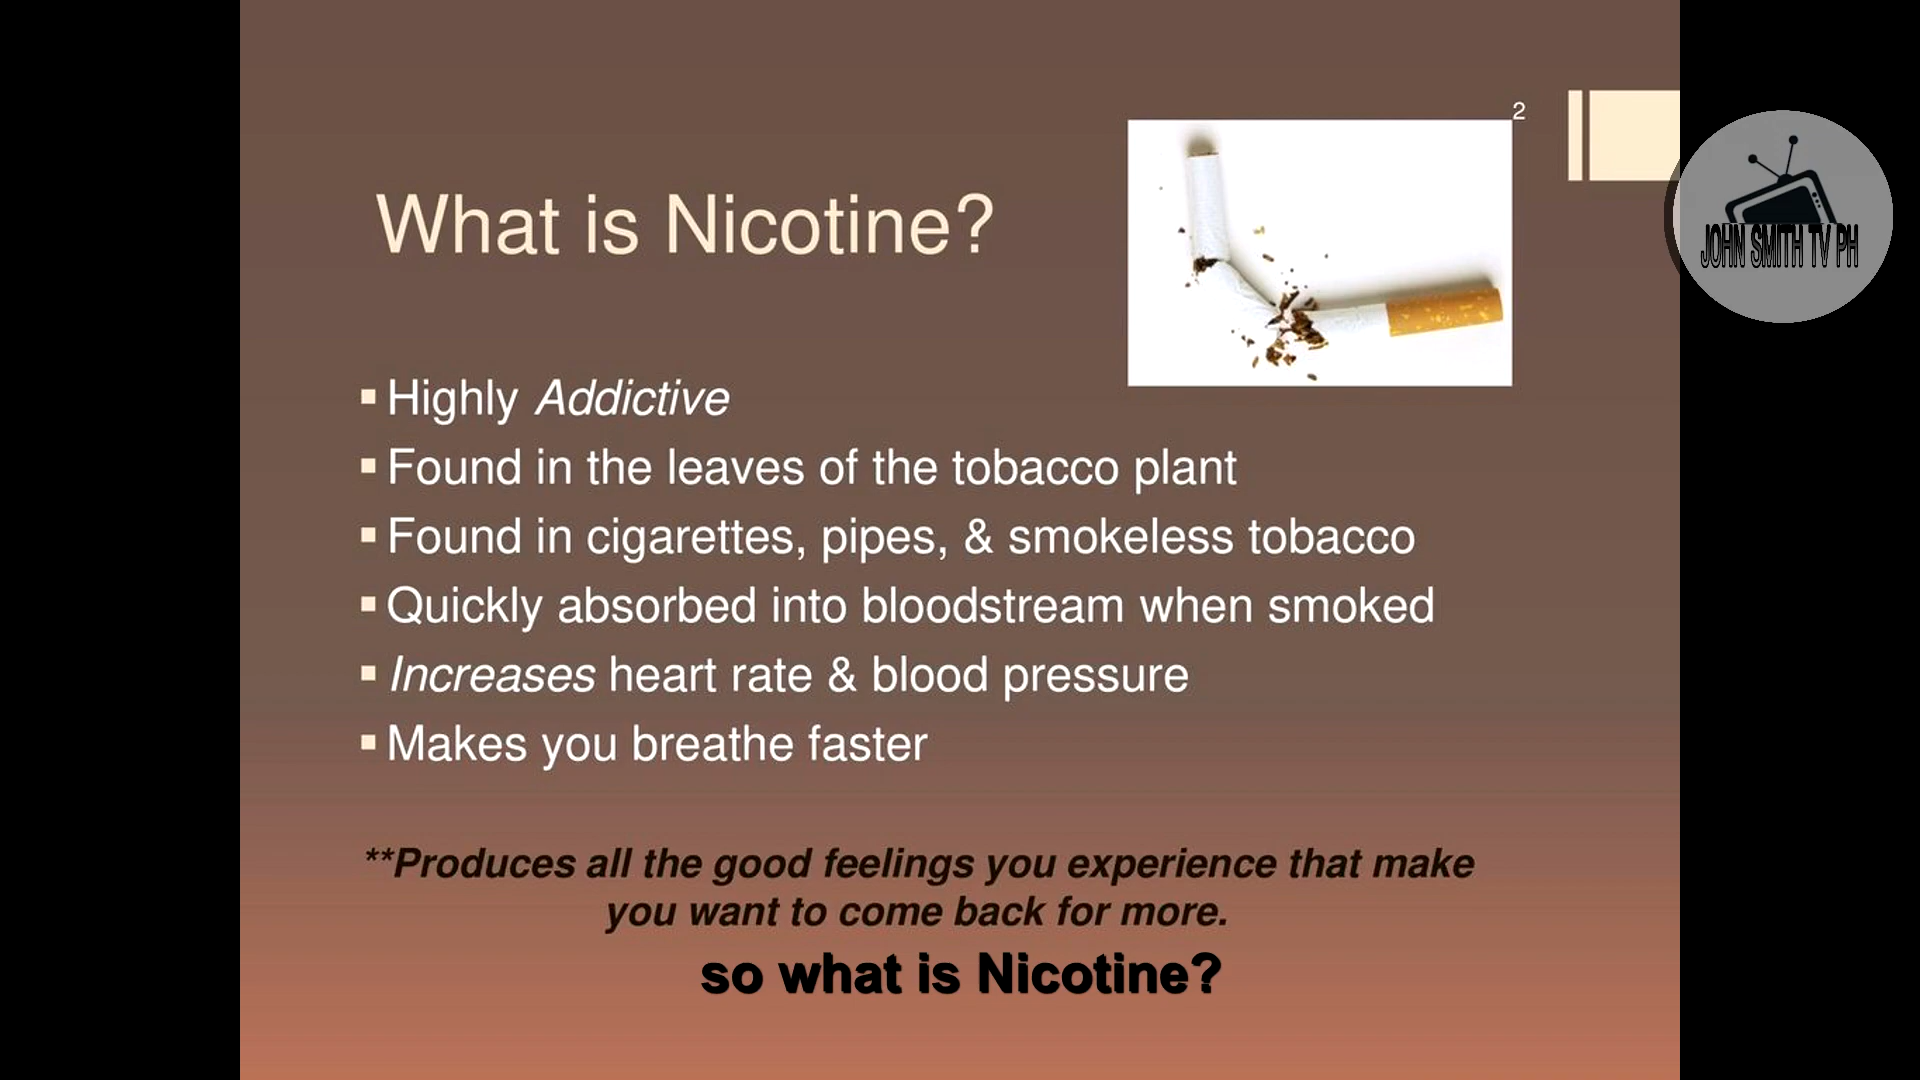 2
What is Nicotine?
▪Highly Addictive
▪Found in the leaves of the tobacco plant
▪Found in cigarettes, pipes, & smokeless tobacco
▪Quickly absorbed into bloodstream when smoked
▪Increases heart rate & blood pressure
▪Makes you breathe faster
**Produces all the good feelings you experience that make
you want to come back for more.
so what is Nicotine?
JOHN SMITH TV PH